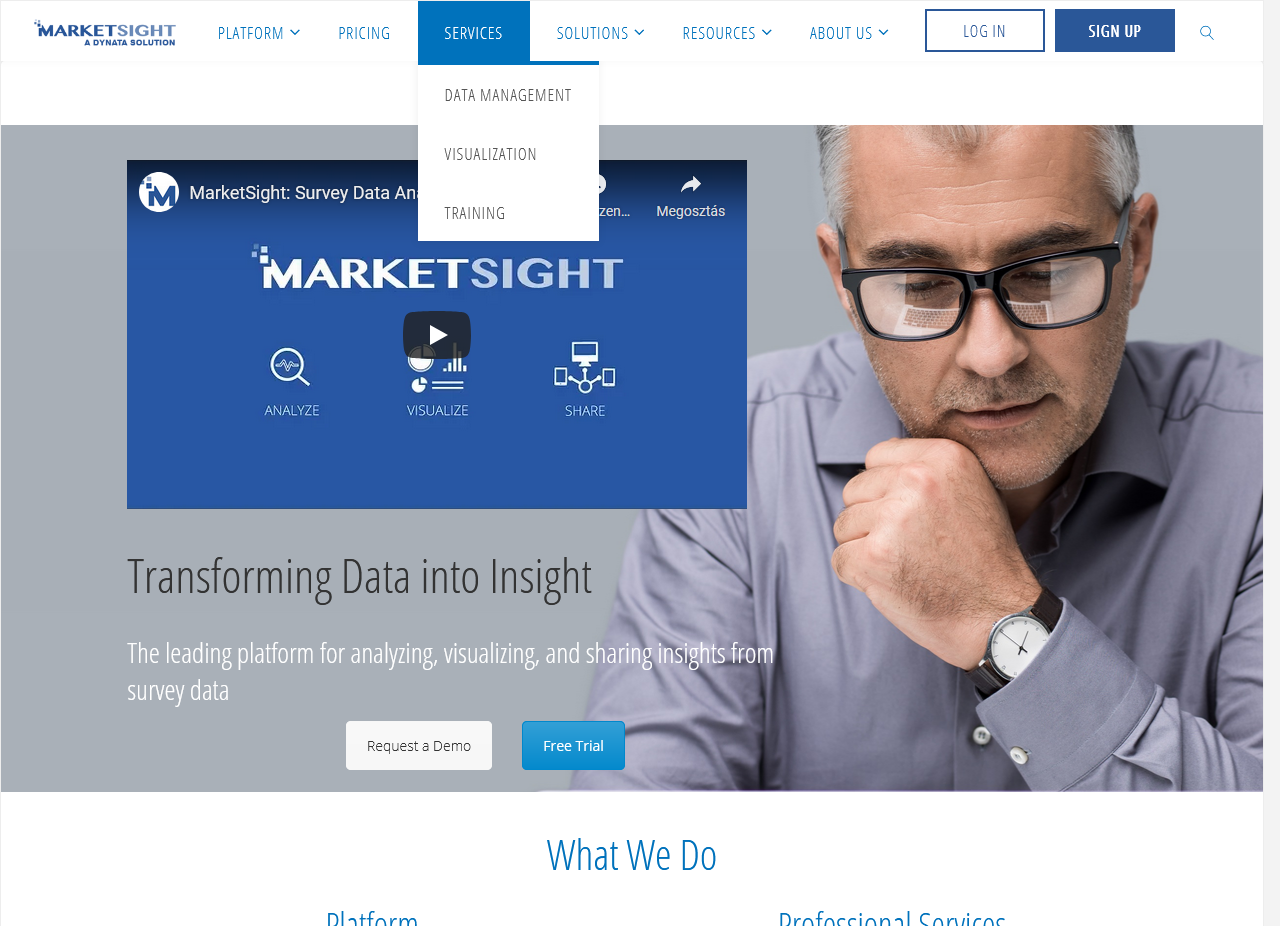 MARKETSIGHT
A DYNATA SOLUTION
PLATFORM
PRICING
SERVICES
SOLUTIONS
RESOURCES
ABOUT US
LOG IN
SIGN UP
DATA MANAGEMENT
VISUALIZATION
TRAINING
MarketSight: Survey Data Ana
zen...
Megosztás
MARKETSIGHT
ANALYZE
VISUALIZE
SHARE
Transforming Data into Insight
The leading platform for analyzing, visualizing, and sharing insights from
survey data
Request a Demo
Free Trial
What We Do
Platform
Professional Services